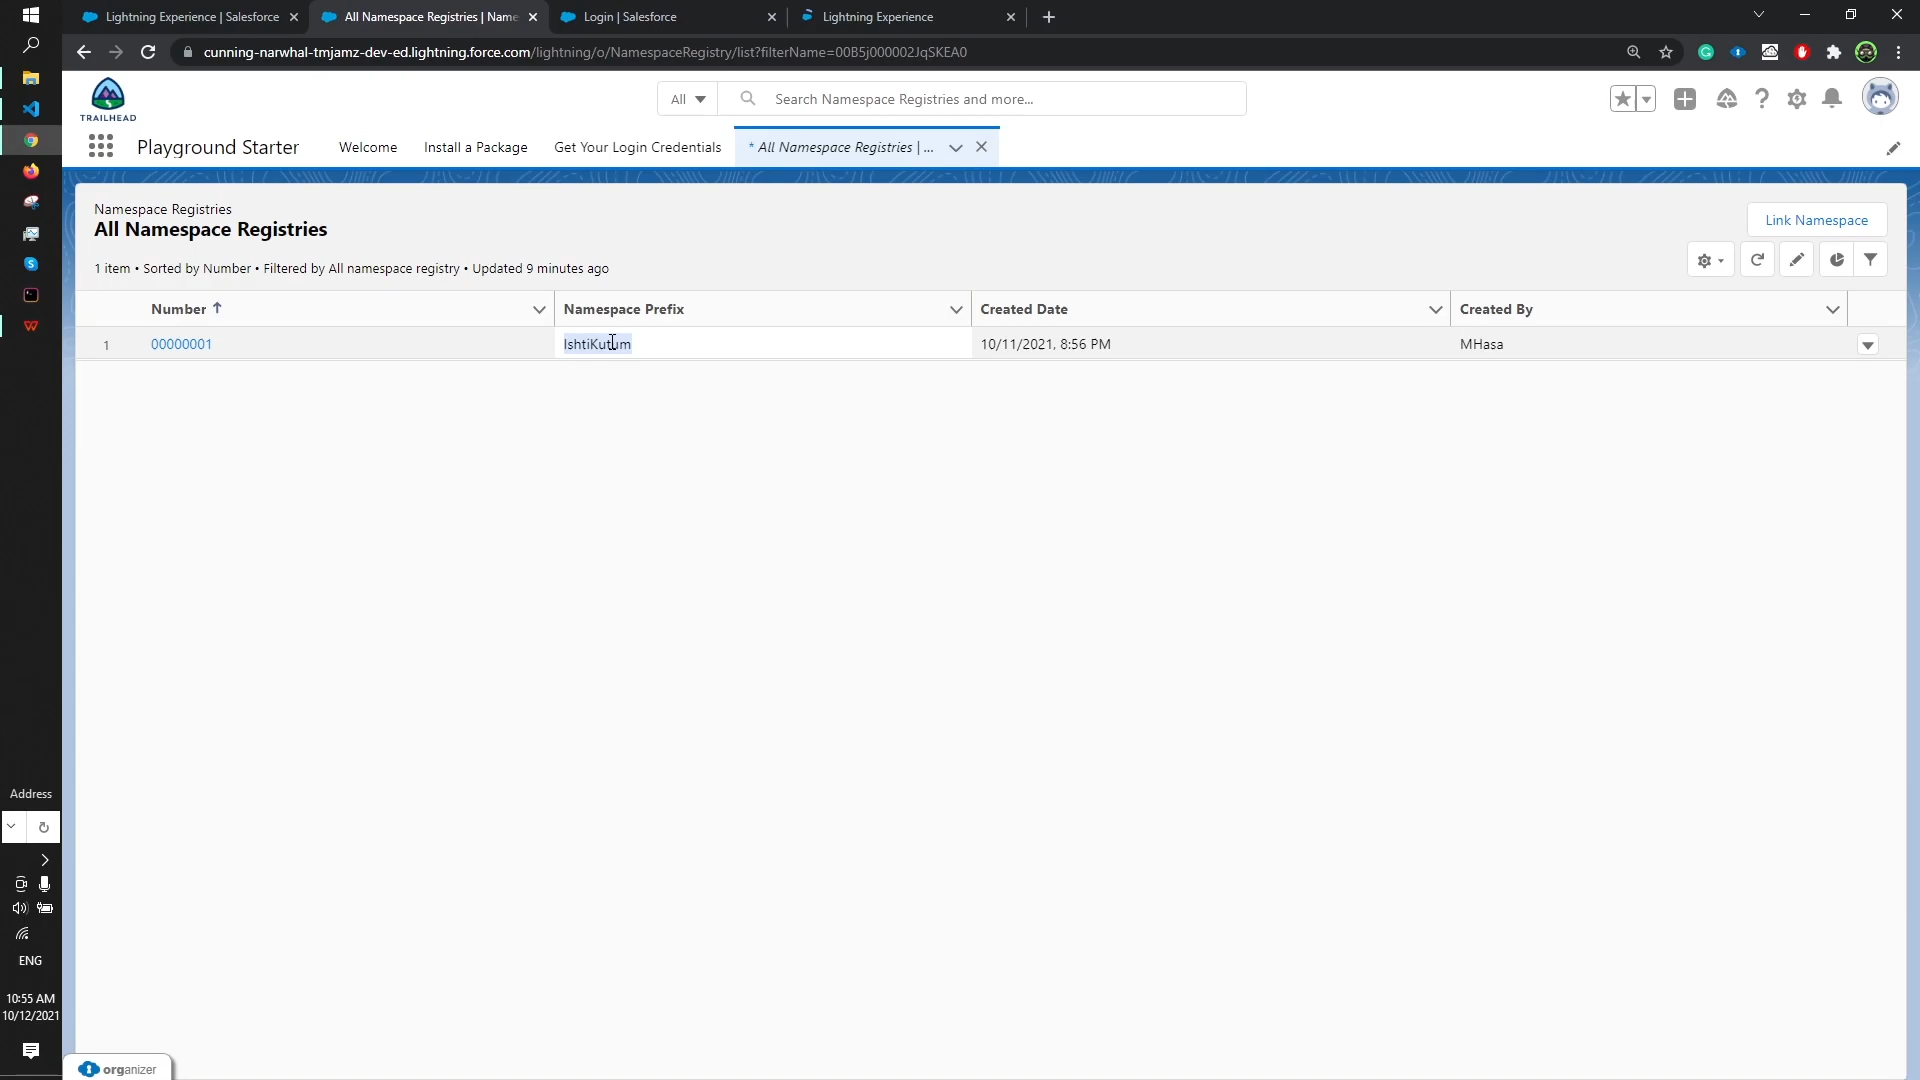 Lightning Experience | Salesforce
All Namespace Registries | Name
Login | Salesforce
Lightning Experience
cunning-narwhal-tmjamz-dev-ed.lightning.force.com/lightning/o/NamespaceRegistry/list?filterName=00B5j000002JqSKEA0
TRAILHEAD
All
Search Namespace Registries and more...
Playground Starter
Welcome
Install a Package
Get Your Login Credentials
* All Namespace Registries | ...
Namespace Registries
All Namespace Registries
Link Namespace
1 item • Sorted by Number • Filtered by All namespace registry • Updated 9 minutes ago
Number Namespace Prefix Created Date Created By
1 00000001 IshtiKutum 10/11/2021, 8:56 PM MHasa
Address
ENG
10:55 AM
10/12/2021
organizer